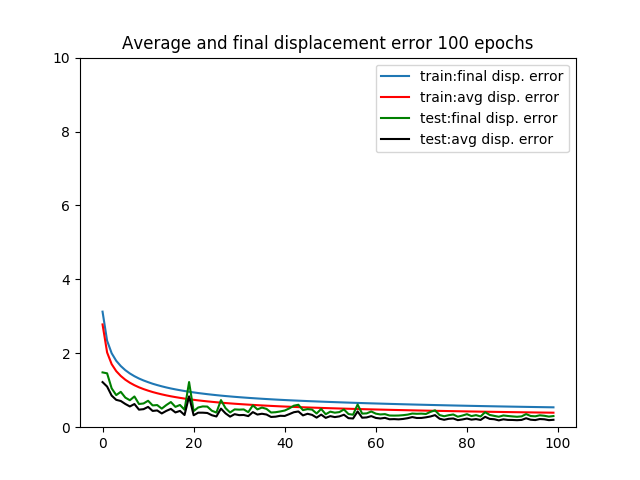 Average and final displacement error 100 epochs
10
8
6
4
2
0
0 20 40 60 80 100
train:final disp. error
train:avg disp. error
test:final disp. error
test:avg disp. error